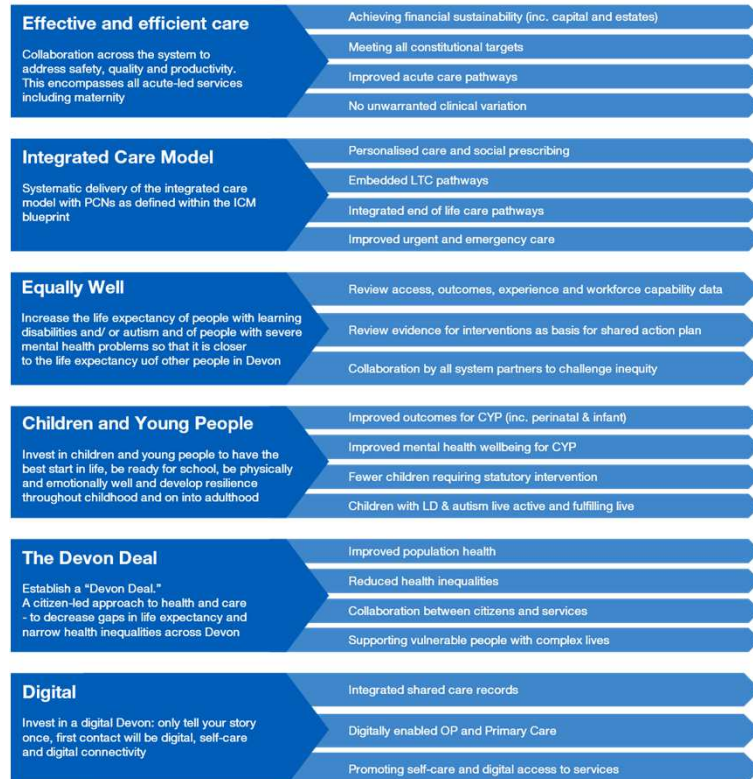 Effective and efficient care
Collaboration across the system to
address safety, quality and productivity.
This encompasses all acute-led services
including maternity
Achieving financial sustainability (inc. capital and estates)
Meeting all constitutional targets
Improved acute care pathways
No unwarranted clinical variation
Integrated Care Model
Systematic delivery of the integrated care
model with PCNs as defined within the ICM
blueprint
Personalised care and social prescribing
Embedded LTC pathways
Integrated end of life care pathways
Improved urgent and emergency care
Equally Well
Increase the life expectancy of people with learning
disabilities and/ or autism and of people with severe
mental health problems so that it is closer
to the life expectancy uof other people in Devon
Review access, outcomes, experience and workforce capability data
Review evidence for interventions as basis for shared action plan
Collaboration by all system partners to challenge inequity
Children and Young People
Invest in children and young people to have the
best start in life, be ready for school, be physically
and emotionally well and develop resilience
throughout childhood and on into adulthood
Improved outcomes for CYP (inc. perinatal & infant)
Improved mental health wellbeing for CYP
Fewer children requiring statutory intervention
Children with LD & autism live active and fulfilling live
The Devon Deal
Establish a “Devon Deal.”
A citizen-led approach to health and care
- to decrease gaps in life expectancy and
narrow health inequalities across Devon
Improved population health
Reduced health inequalities
Collaboration between citizens and services
Supporting vulnerable people with complex lives
Digital
Invest in a digital Devon: only tell your story
once, first contact will be digital, self-care
and digital connectivity
Integrated shared care records
Digitally enabled OP and Primary Care
Promoting self-care and digital access to services